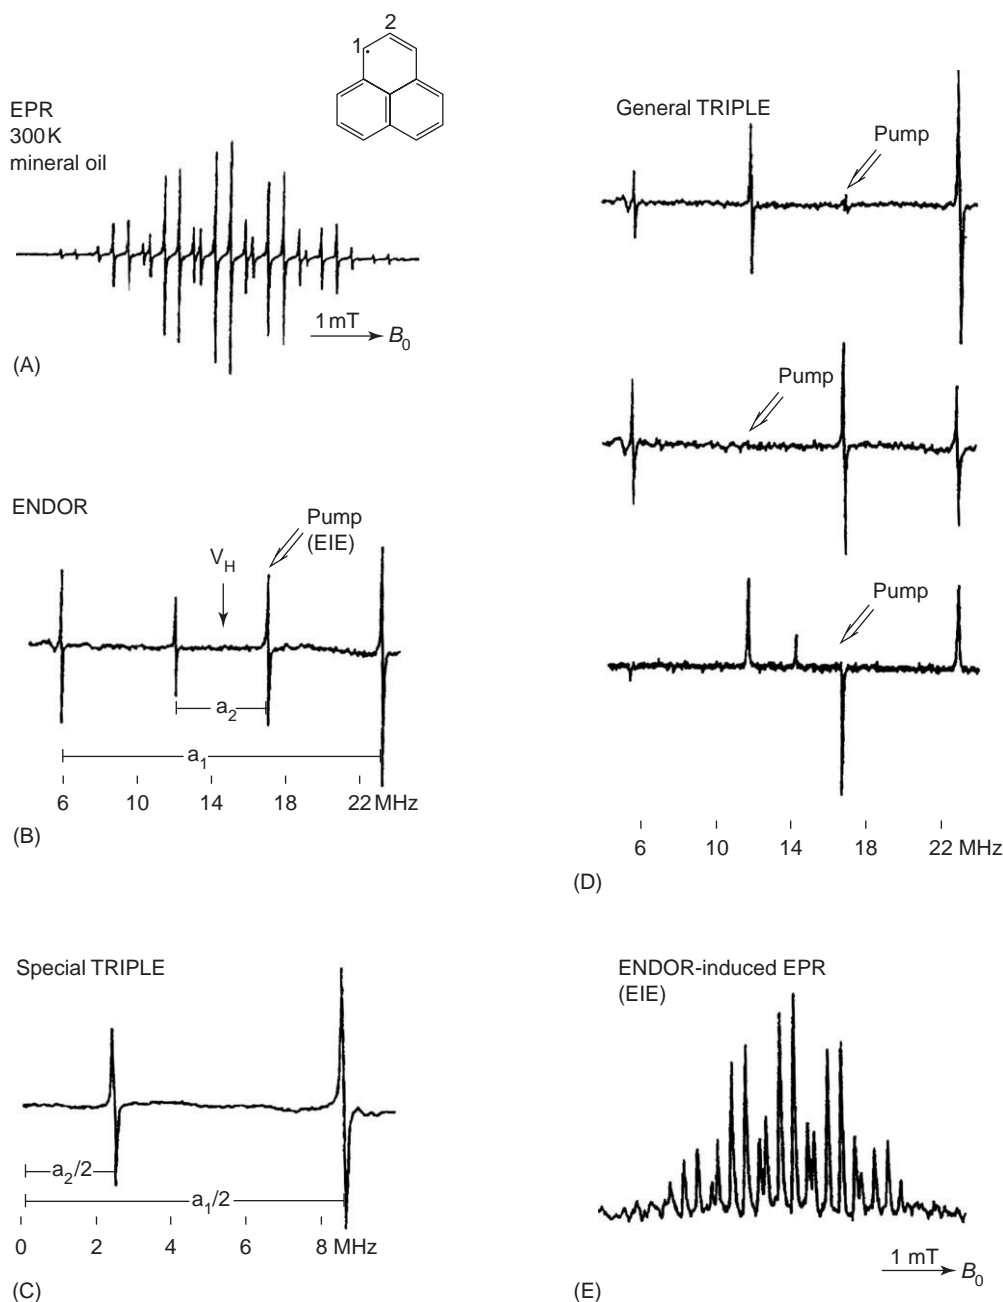 1
2
EPR
300K
mineral oil
1 mT
B0
(A)
ENDOR
Pump
(EIE)
VH
a2
a1
6 10 14 18 22 MHz
(B)
Special TRIPLE
a2/2
a1/2
0 2 4 6 8 MHz
(C)
General TRIPLE
Pump
Pump
Pump
6 10 14 18 22 MHz
(D)
ENDOR-induced EPR
(EIE)
1 mT
B0
(E)